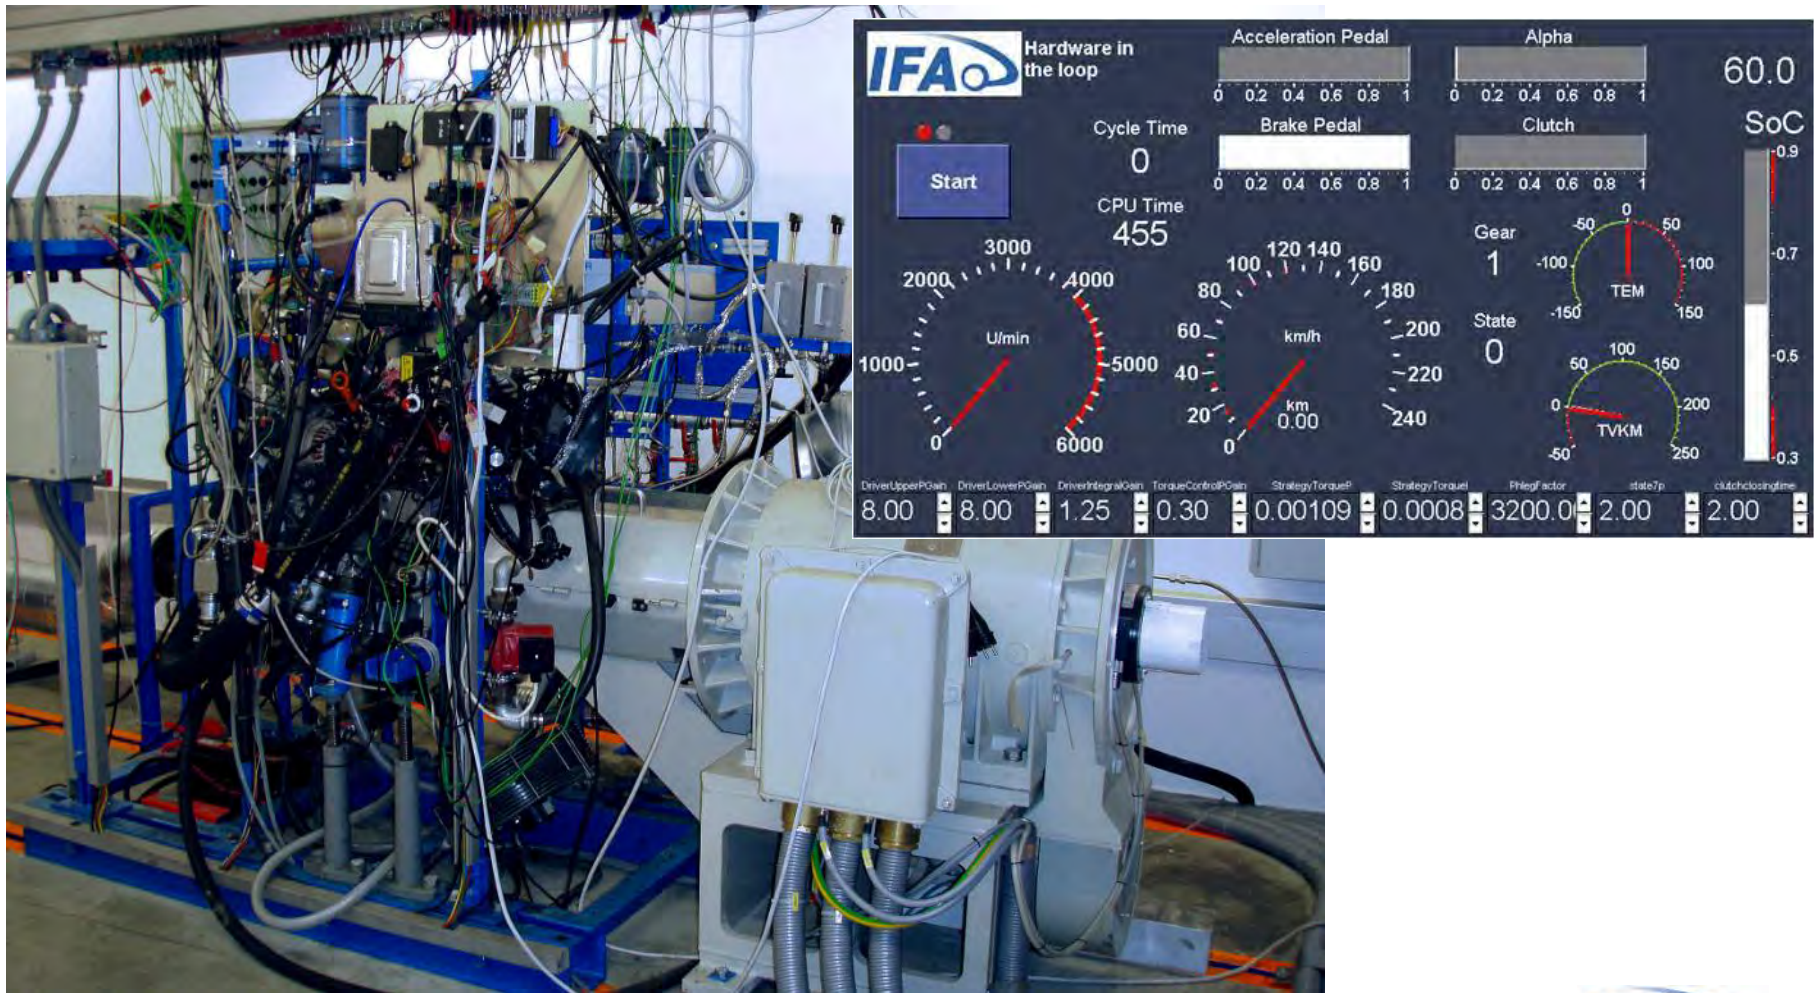 IFA
Hardware in
the loop
Acceleration Pedal
0 0.2 0.4 0.6 0.8 1
Alpha
0 0.2 0.4 0.6 0.8 1
60.0
SoC
0.9
0.7
0.5
0.3
Start
Cycle Time
0
Brake Pedal
0 0.2 0.4 0.6 0.8 1
Clutch
0 0.2 0.4 0.6 0.8 1
CPU Time
455
0 1000 2000 3000 4000 5000 6000
U/min
0 20 40 60 80 100 120 140 160 180 200 220 240
km/h
km
0.00
Gear
1
State
0
-150 -100 -50 0 50 100 150
TEM
-50 0 50 100 150 200 250
TVKM
DriverUpperPGain DriverLowerPGain DriverIntegralGain TorqueControlPGain StrategyTorqueP StrategyTorqueI PhlegFactor state7p clutchclosingtime
8.00 8.00 1.25 0.30 0.00109 0.0008 3200.0 2.00 2.00